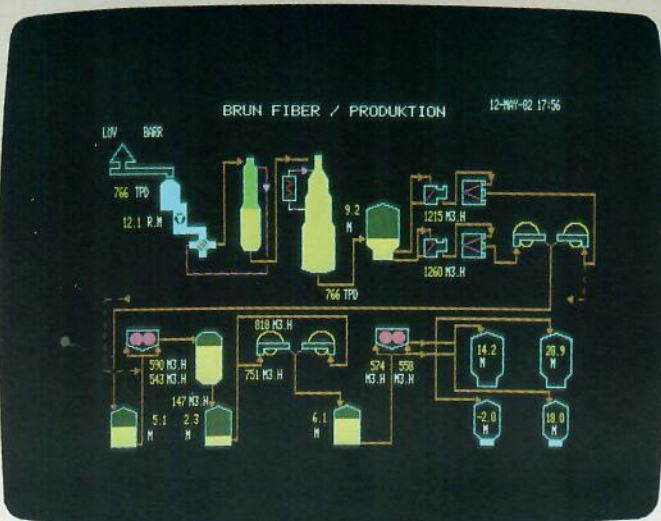 BRUN FIBER / PRODUKTION
12-MAY-82 17:56
LØV BARR
766 TPD
12.1 R.M
9.2
M
1215 M3.H
1260 M3.H
766 TPD
818 M3.H
590 M3.H
543 M3.H
751 M3.H
574
M3.H
558
M3.H
14.2
M
28.9
M
147 M3.H
5.1
M
2.3
M
6.1
M
-2.0
M
18.0
M